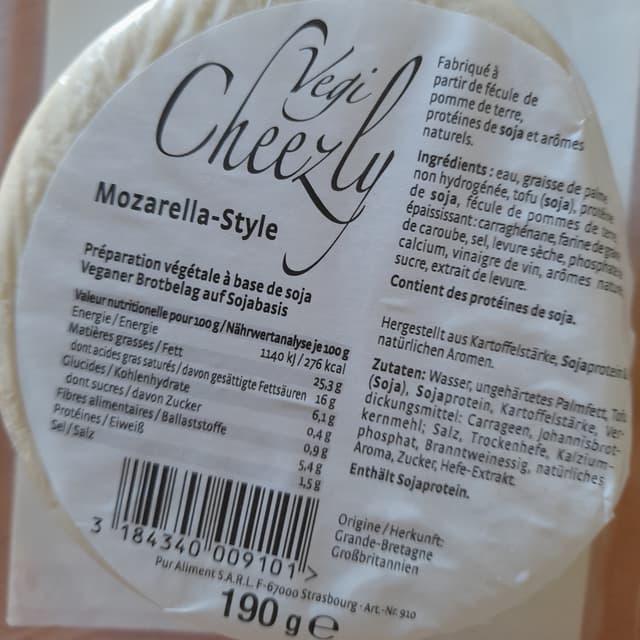 Vegi
Cheezly
Mozarella-Style
Préparation végétale à base de soja
Veganer Brotbelag auf Sojabasis
Valeur nutritionelle pour 100 g / Nährwertanalyse je 100 g
Energie / Energie 1140 kJ / 276 kcal
Matières grasses / Fett 25,3 g
dont acides gras saturés / davon gesättigte Fettsäuren 16 g
Glucides / Kohlenhydrate 6,1 g
dont sucres / davon Zucker 0,4 g
Fibres alimentaires / Ballaststoffe 0,9 g
Protéines / Eiweiß 5,4 g
Sel / Salz 1,5 g
3 184340 009101 >
Pur Aliment S.A.R.L. F-67000 Strasbourg · Art.-Nr. 910
190 g e
Fabriqué à
partir de fécule de
pomme de terre,
protéines de soja et arômes
naturels.
Ingrédients : eau, graisse de palme
non hydrogénée, tofu (soja), protéine
de soja, fécule de pommes de terre,
épaississant : carraghénane, farine de
de caroube, sel, levure sèche, phosphate
calcium, vinaigre de vin, arômes naturels
sucre, extrait de levure.
Contient des protéines de soja.
Hergestellt aus Kartoffelstärke, Sojaprotein &
natürlichen Aromen.
Zutaten: Wasser, ungehärtetes Palmfett, Tofu
(Soja), Sojaprotein, Kartoffelstärke, Ver-
dickungsmittel: Carrageen, Johannisbrot-
kernmehl; Salz, Trockenhefe, Kalzium-
phosphat, Branntweinessig, natürliches
Aroma, Zucker, Hefe-Extrakt.
Enthält Sojaprotein.
Origine / Herkunft:
Grande-Bretagne
Großbritannien